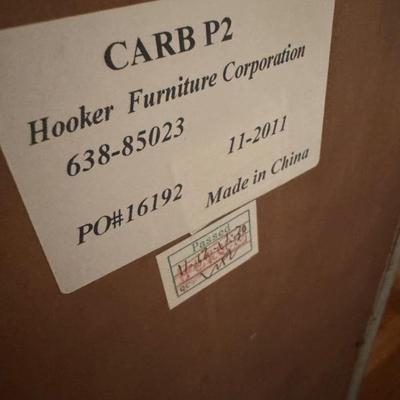 CARB P2
Hooker Furniture Corporation
638-85023
11-2011
PO#16192
Made in China
Passed